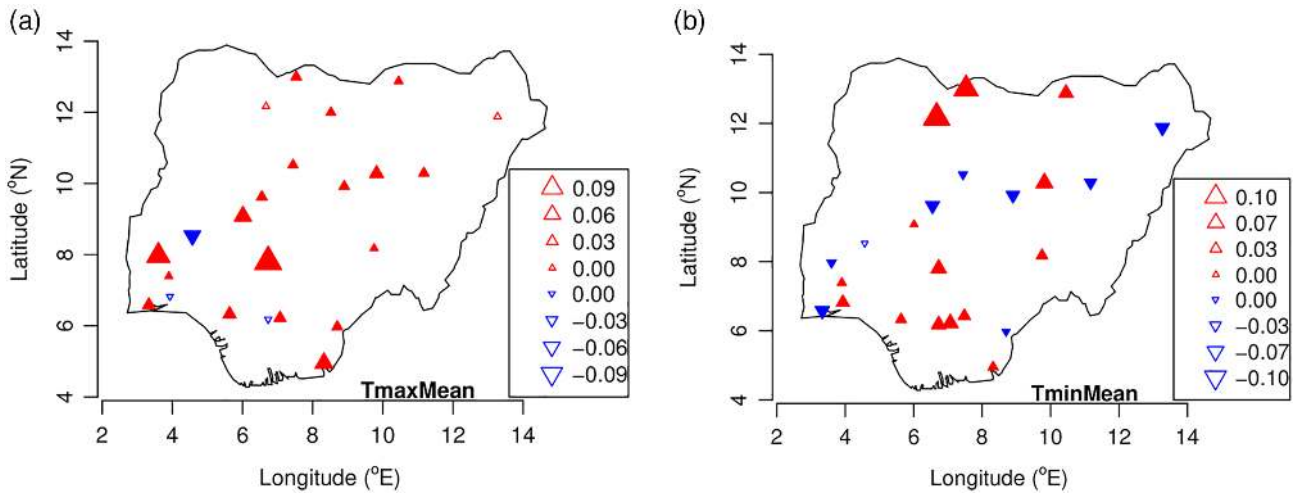 (a)
14
12
10
8
6
4
Latitude (°N)
0.09
0.06
0.03
0.00
0.00
−0.03
−0.06
−0.09
TmaxMean
2 4 6 8 10 12 14
Longitude (°E)
(b)
14
12
10
8
6
4
Latitude (°N)
0.10
0.07
0.03
0.00
0.00
−0.03
−0.07
−0.10
TminMean
2 4 6 8 10 12 14
Longitude (°E)